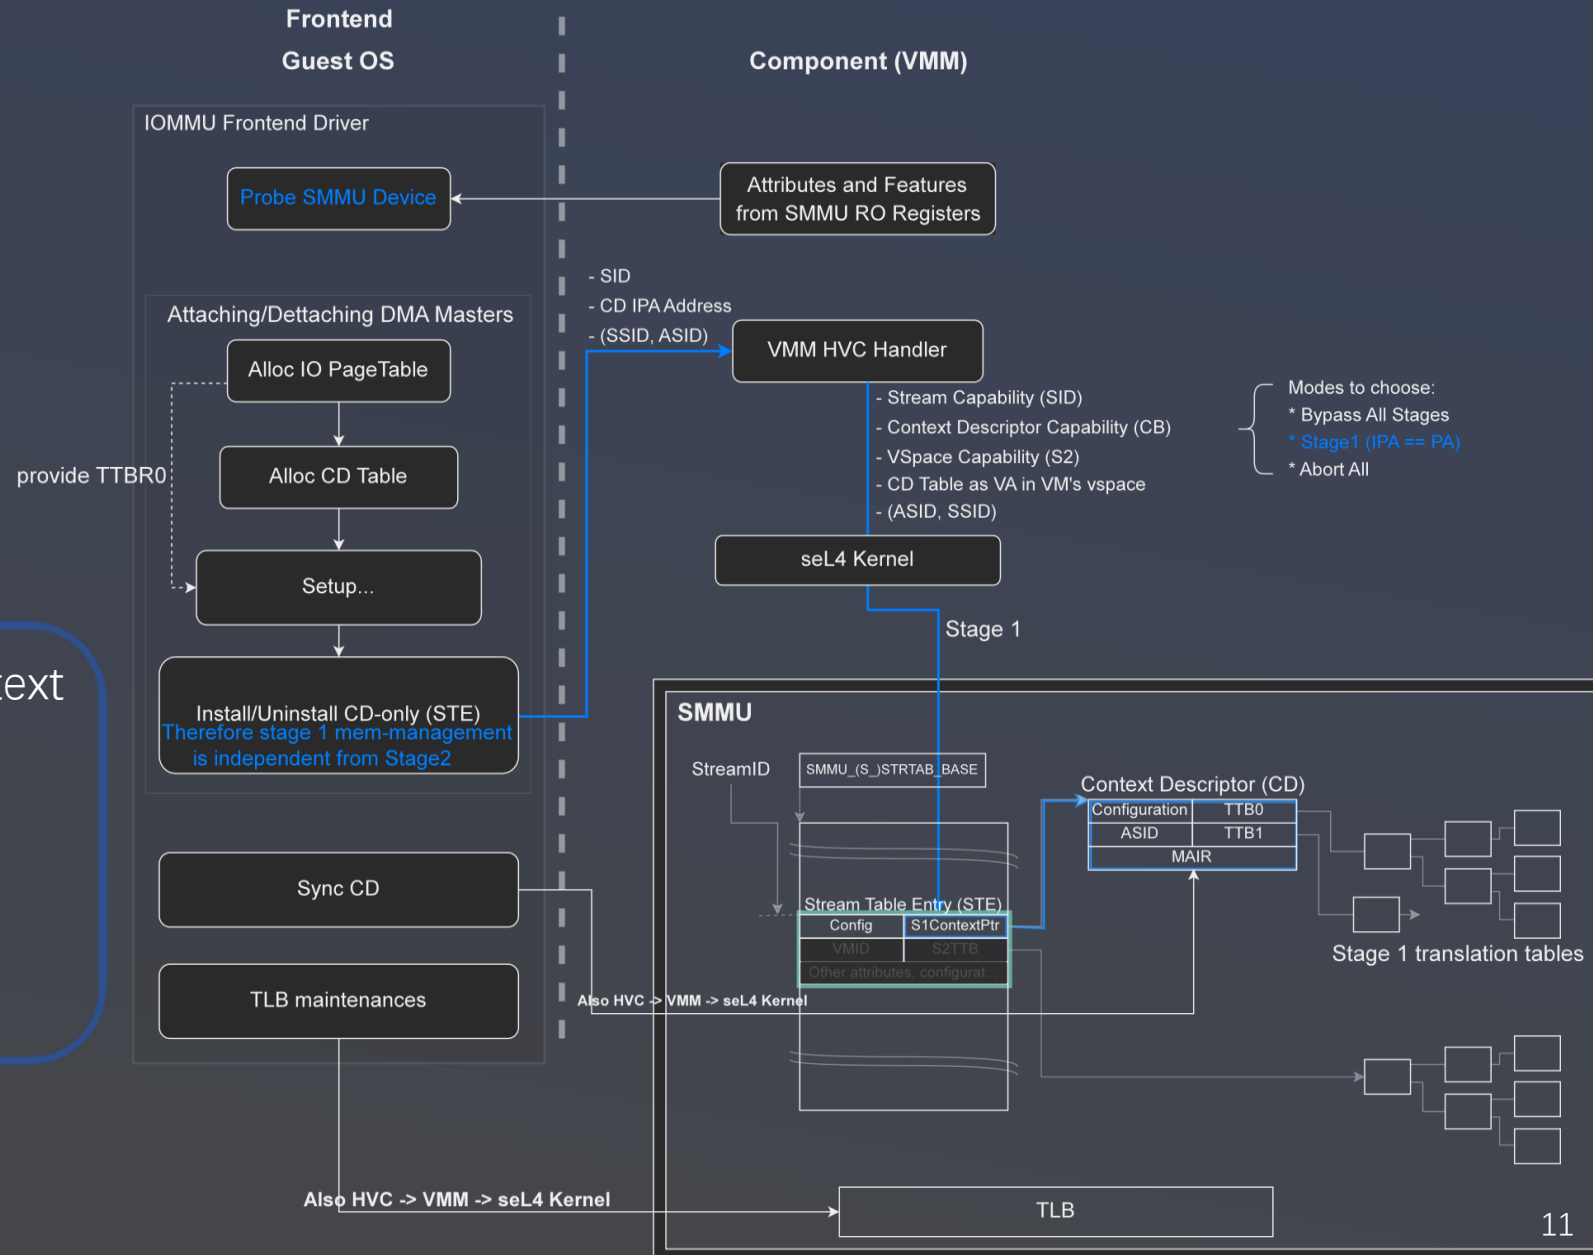 Frontend
Guest OS
Component (VMM)
IOMMU Frontend Driver
Probe SMMU Device
Attributes and Features
from SMMU RO Registers
- SID
- CD IPA Address
- (SSID, ASID)
Attaching/Dettaching DMA Masters
Alloc IO PageTable
VMM HVC Handler
- Stream Capability (SID)
- Context Descriptor Capability (CB)
- VSpace Capability (S2)
- CD Table as VA in VM's vspace
- (ASID, SSID)
Modes to choose:
* Bypass All Stages
* Stage1 (IPA == PA)
* Abort All
provide TTBR0
Alloc CD Table
Setup...
seL4 Kernel
Stage 1
text
Install/Uninstall CD-only (STE)
Therefore stage 1 mem-management
is independent from Stage2
SMMU
StreamID
SMMU_(S_)STRTAB_BASE
Context Descriptor (CD)
Configuration
TTB0
ASID
TTB1
MAIR
Sync CD
Stream Table Entry (STE)
Config
S1ContextPtr
VMID
S2TTB
Other attributes, configurat...
Stage 1 translation tables
TLB maintenances
Also HVC -> VMM -> seL4 Kernel
Also HVC -> VMM -> seL4 Kernel
TLB
11